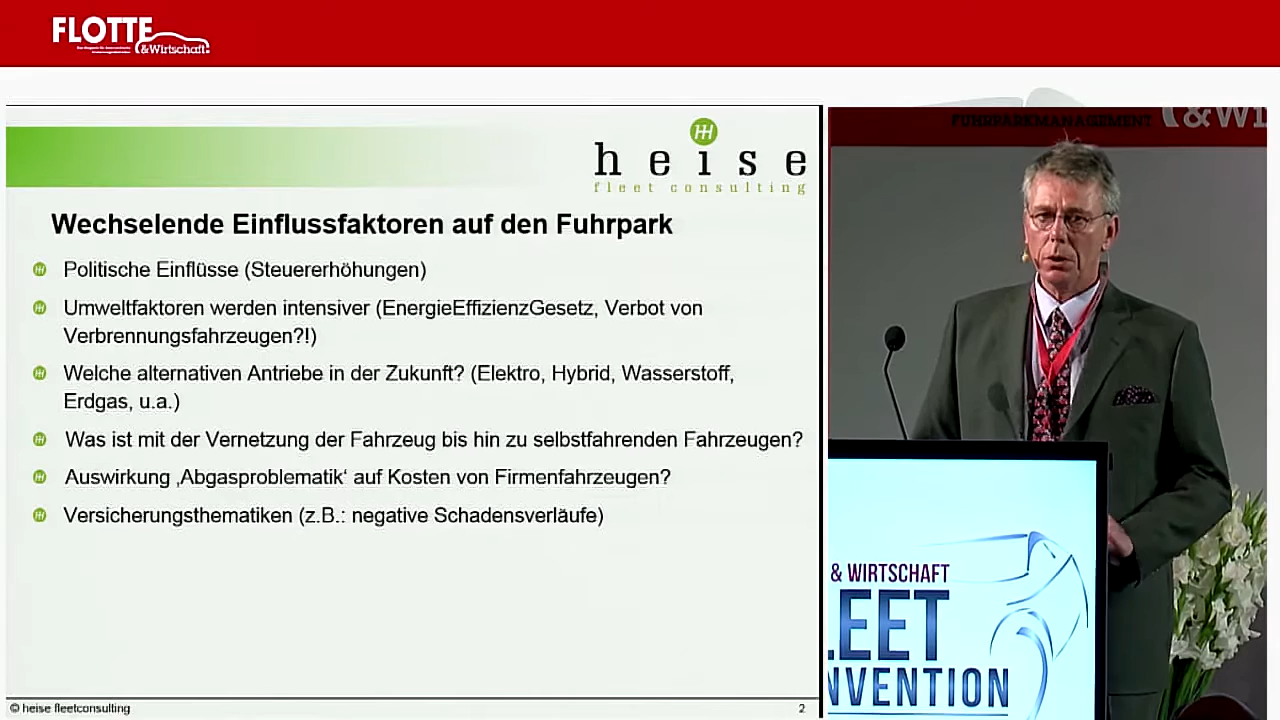 FLOTTE
&Wirtschaft
heise
fleet consulting
Wechselende Einflussfaktoren auf den Fuhrpark
Politische Einflüsse (Steuererhöhungen)
Umweltfaktoren werden intensiver (EnergieEffizienzGesetz, Verbot von
Verbrennungsfahrzeugen?!)
Welche alternativen Antriebe in der Zukunft? (Elektro, Hybrid, Wasserstoff,
Erdgas, u.a.)
Was ist mit der Vernetzung der Fahrzeug bis hin zu selbstfahrenden Fahrzeugen?
Auswirkung ‚Abgasproblematik‘ auf Kosten von Firmenfahrzeugen?
Versicherungsthematiken (z.B.: negative Schadensverläufe)
© heise fleetconsulting
2
FUHRPARKMANAGEMENT
&WI
& WIRTSCHAFT
LEET
NVENTION